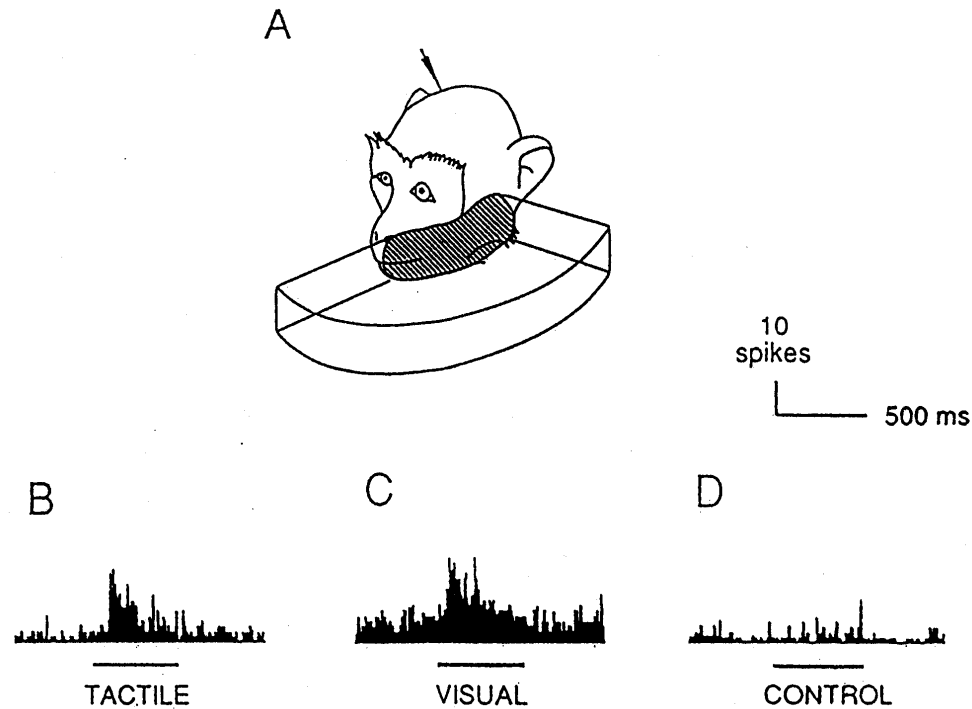 A
10
spikes
500 ms
B
C
D
TACTILE
VISUAL
CONTROL